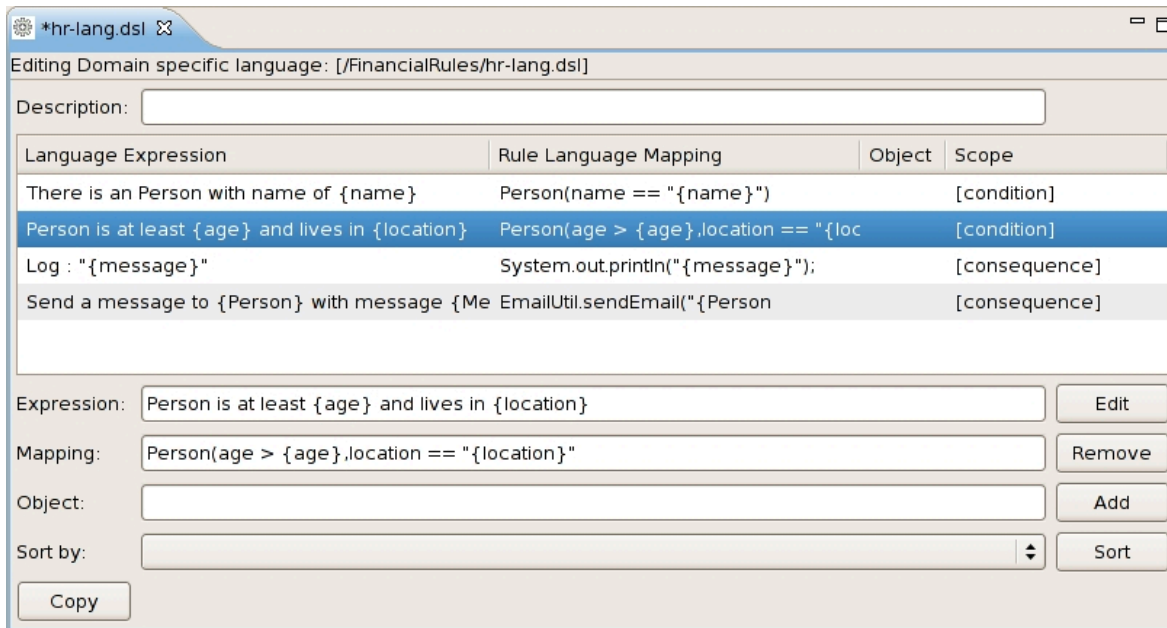 *hr-lang.dsl
Editing Domain specific language: [/FinancialRules/hr-lang.dsl]
Description:
Language Expression Rule Language Mapping Object Scope
There is an Person with name of {name} Person(name == "{name}") [condition]
Person is at least {age} and lives in {location} Person(age > {age},location == "{loc [condition]
Log : "{message}" System.out.println("{message}"); [consequence]
Send a message to {Person} with message {Me EmailUtil.sendEmail("{Person [consequence]
Expression: Person is at least {age} and lives in {location} Edit
Mapping: Person(age > {age},location == "{location}" Remove
Object: Add
Sort by: Sort
Copy